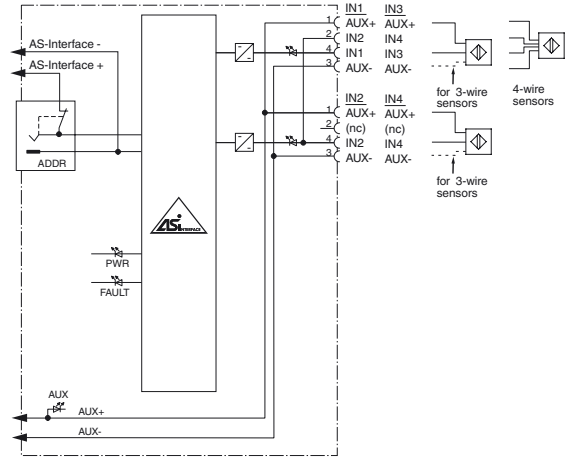 IN1 IN3
1 AUX+ AUX+
2 IN2 IN4
4 IN1 IN3
3 AUX- AUX-
for 3-wire
sensors
4-wire
sensors
AS-Interface -
AS-Interface +
ADDR
IN2 IN4
1 AUX+ AUX+
2 (nc) (nc)
4 IN2 IN4
3 AUX- AUX-
for 3-wire
sensors
ASi
INTERFACE
PWR
FAULT
AUX
AUX+
AUX-